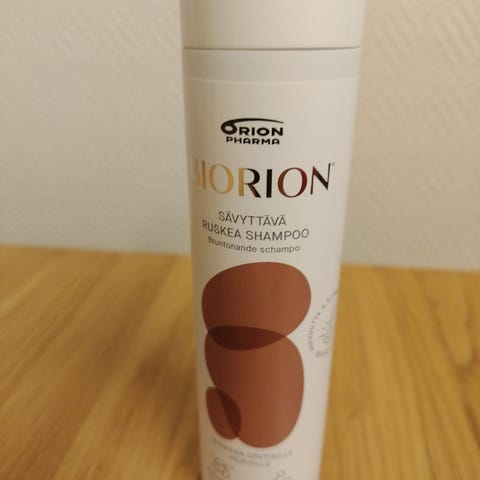 ORION
PHARMA
BIORION
SÄVYTTÄVÄ
RUSKEA SHAMPOO
Bruntonande schampo